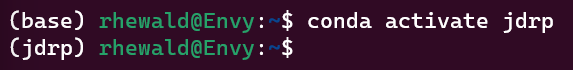 (base) rhewald@Envy:~$ conda activate jdrp
(jdrp) rhewald@Envy:~$